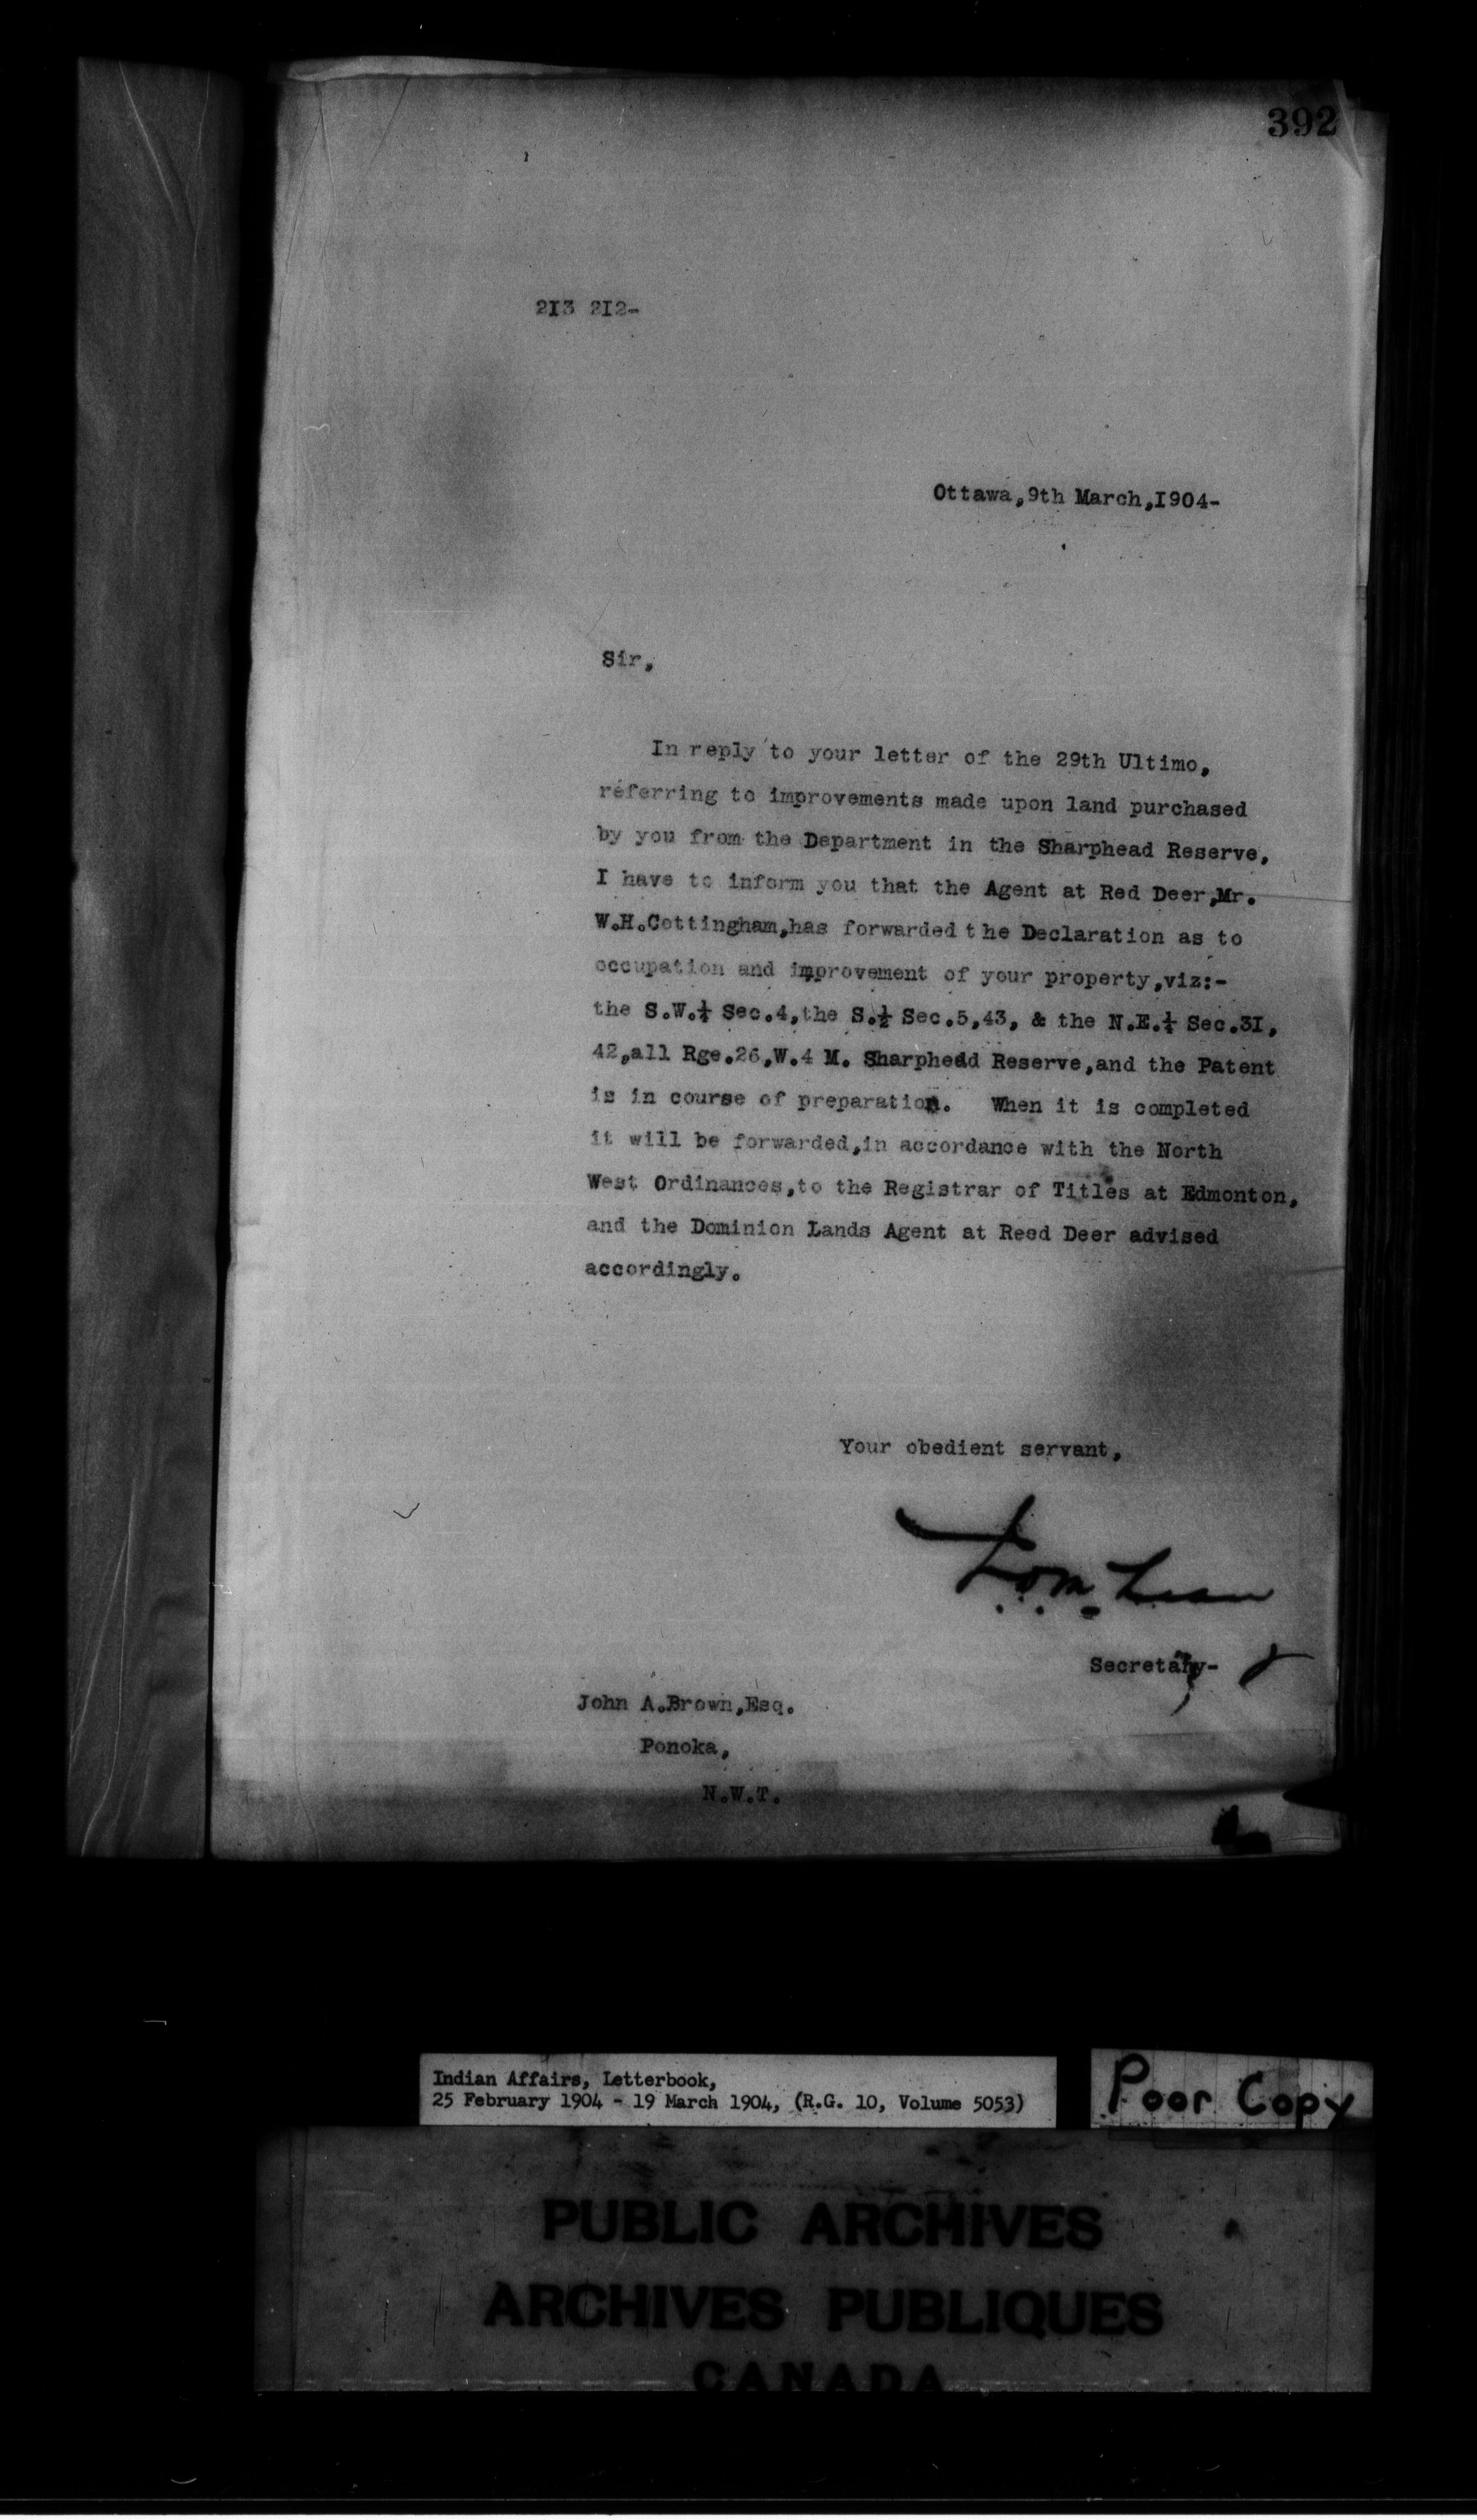 392
213 212-
Ottawa,9th March,1904-
Sir,
In reply to your letter of the 29th Ultimo,
referring to improvements made upon land purchased
by you from the Department in the Sharphead Reserve,
I have to inform you that the Agent at Red Deer,Mr.
W.H.Cottingham,has forwarded the Declaration as to
occupation and improvement of your property,viz:-
the S.W.¼ Sec.4,the S.½ Sec.5,43, & the N.E.¼ Sec.31,
42,all Rge.26,W.4 M. Sharphedd Reserve,and the Patent
is in course of preparation. When it is completed
it will be forwarded,in accordance with the North
West Ordinances,to the Registrar of Titles at Edmonton,
and the Dominion Lands Agent at Reed Deer advised
accordingly.
Your obedient servant,
Secretary-
John A.Brown,Esq.
Ponoka,
N.W.T.
Indian Affairs, Letterbook,
25 February 1904 - 19 March 1904, (R.G. 10, Volume 5053)
Poor Copy
PUBLIC ARCHIVES
ARCHIVES PUBLIQUES
CANADA